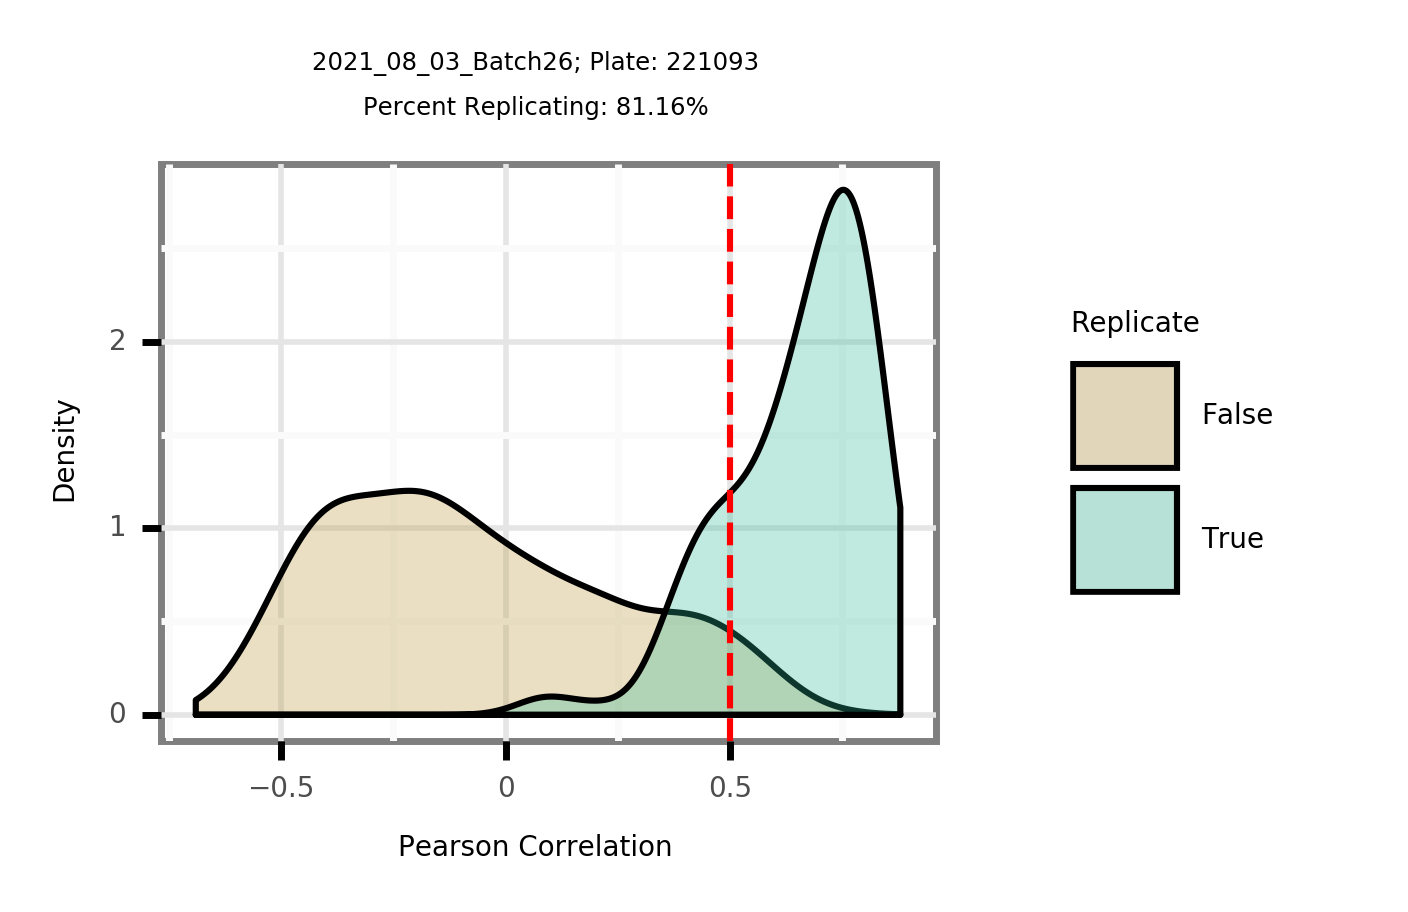 2021_08_03_Batch26; Plate: 221093
Percent Replicating: 81.16%
Density
2
1
0
−0.5 0 0.5
Pearson Correlation
Replicate
False
True